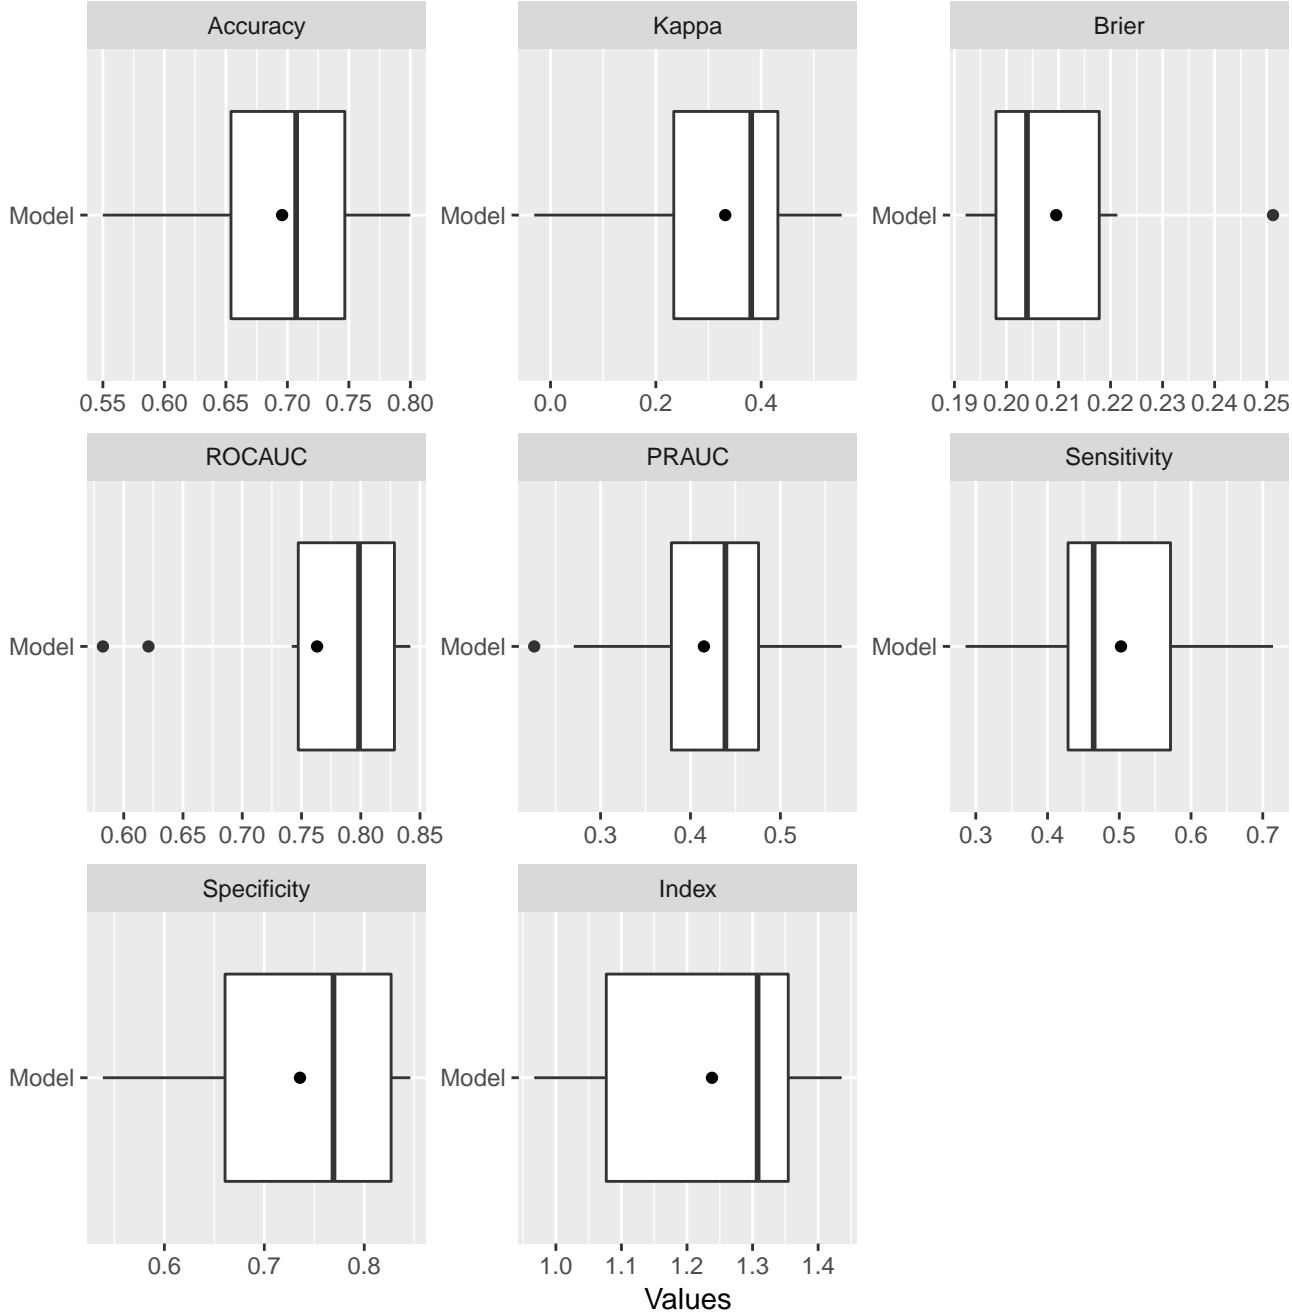 Accuracy Kappa Brier
Model Model Model
0.55 0.60 0.65 0.70 0.75 0.80 0.0 0.2 0.4 0.19 0.20 0.21 0.22 0.23 0.24 0.25
ROCAUC PRAUC Sensitivity
Model Model Model
0.60 0.65 0.70 0.75 0.80 0.85 0.3 0.4 0.5 0.3 0.4 0.5 0.6 0.7
Specificity Index
Model Model
0.6 0.7 0.8 1.0 1.1 1.2 1.3 1.4
Values